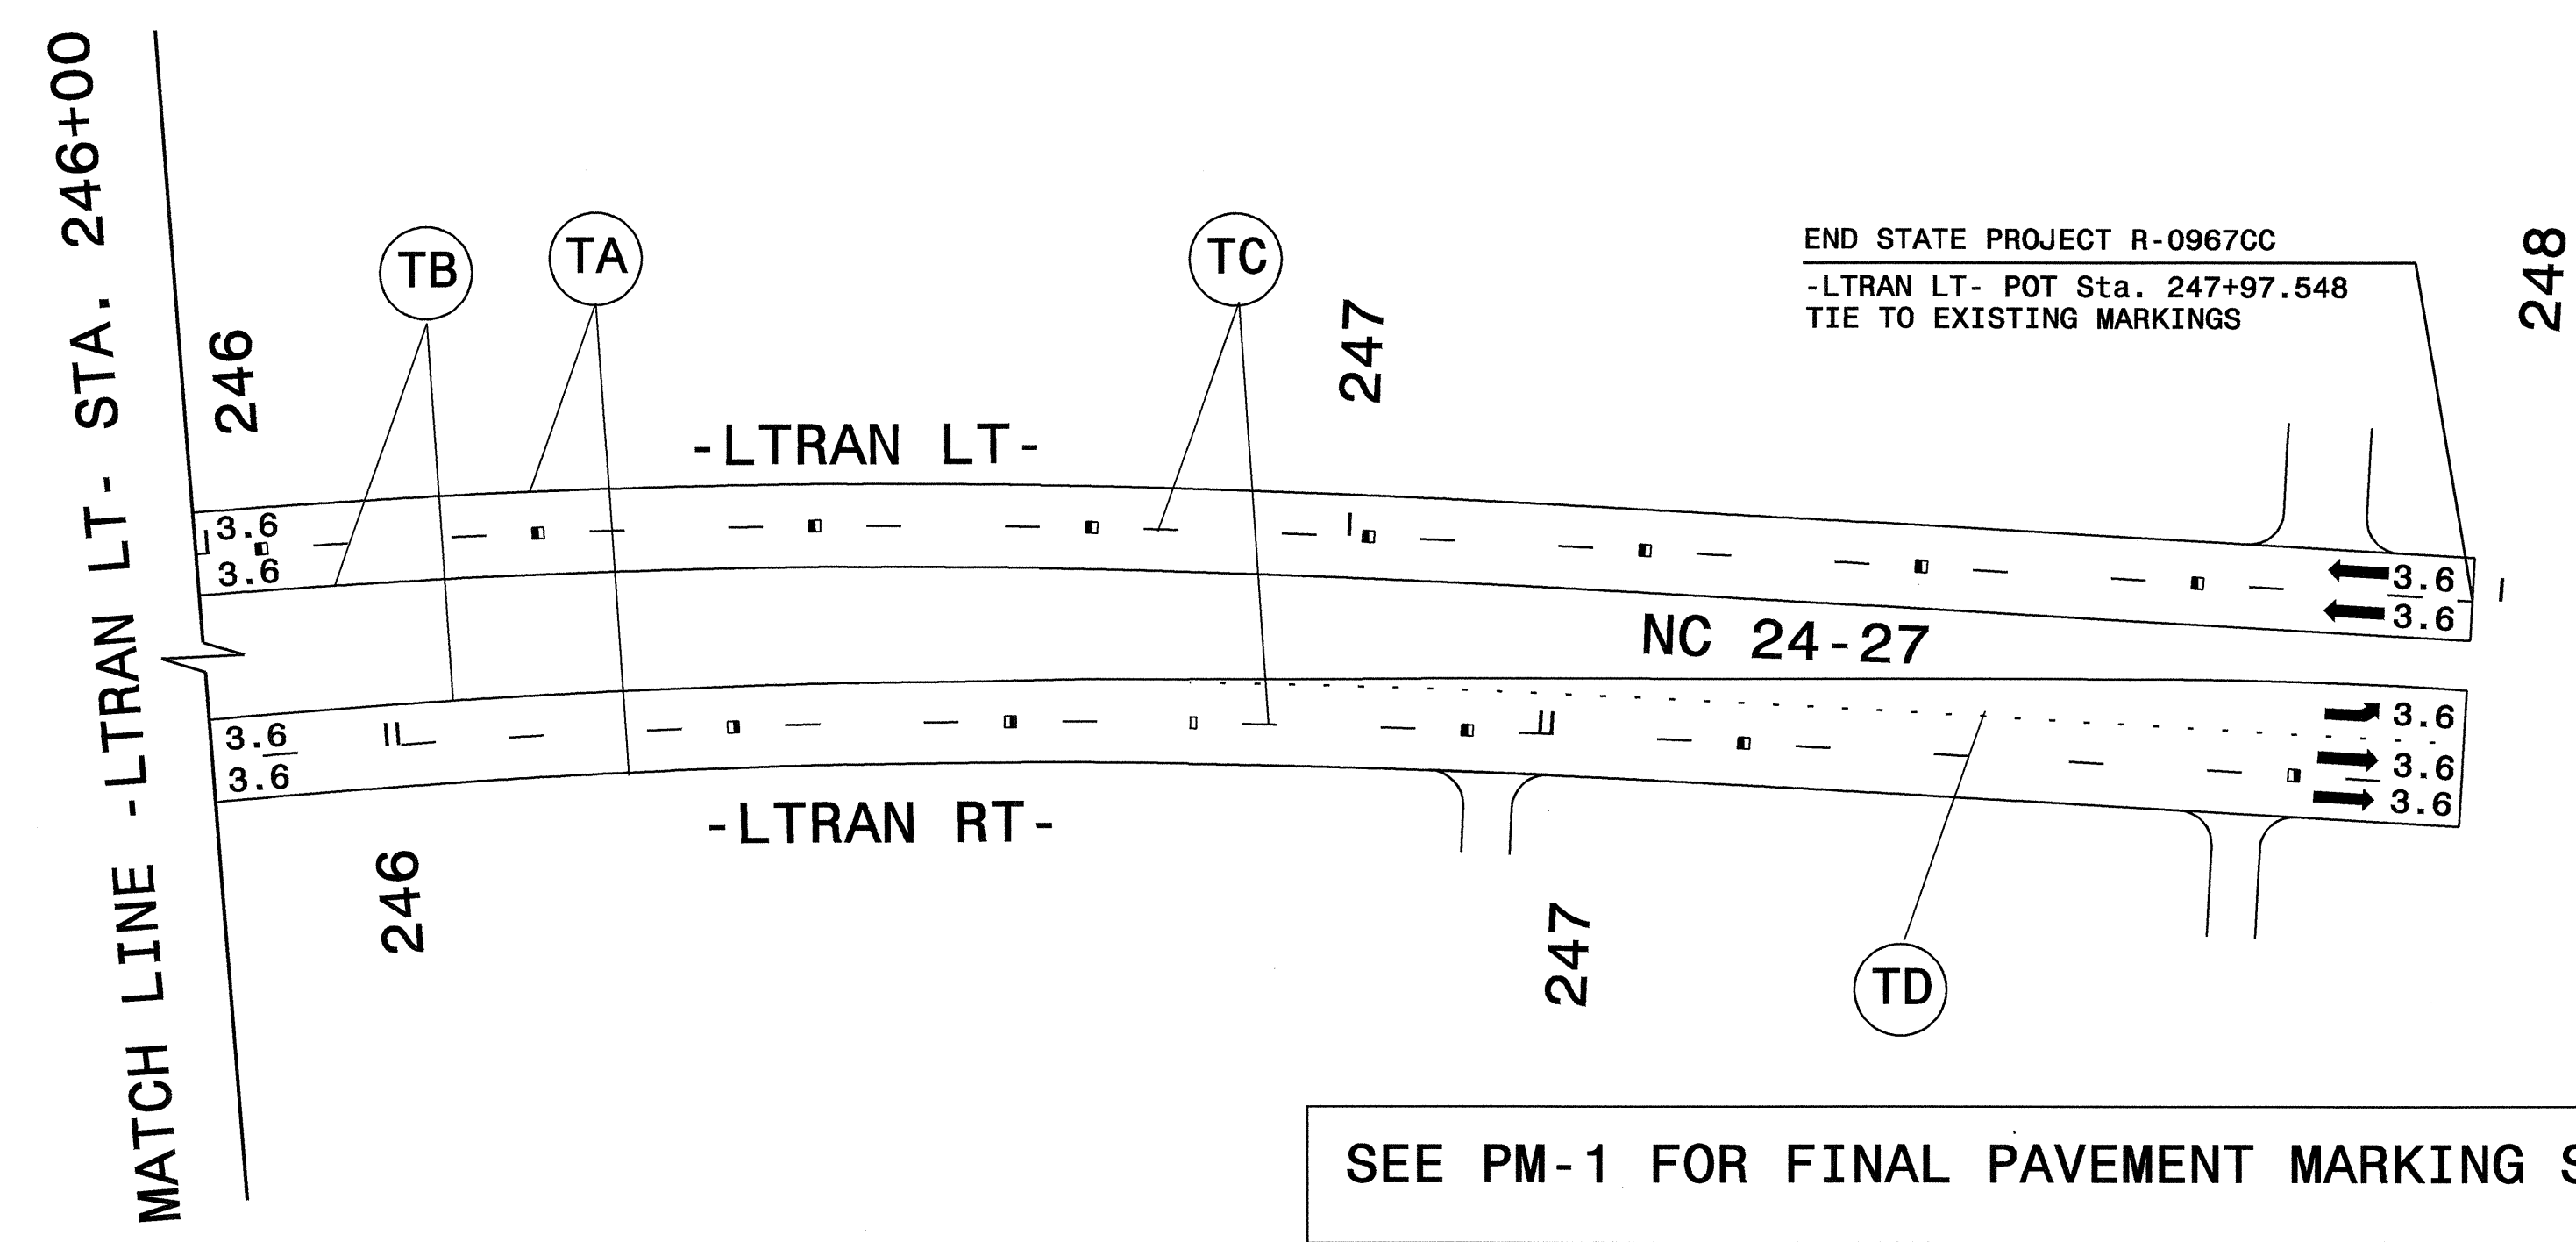 MATCH LINE -LTRAN LT- STA. 246+00
TB
TA
TC
END STATE PROJECT R-0967CC
-LTRAN LT- POT Sta. 247+97.548
TIE TO EXISTING MARKINGS
248
246
247
-LTRAN LT-
3.6
3.6
3.6
3.6
NC 24-27
3.6
3.6
3.6
3.6
3.6
-LTRAN RT-
246
247
TD
SEE PM-1 FOR FINAL PAVEMENT MARKING